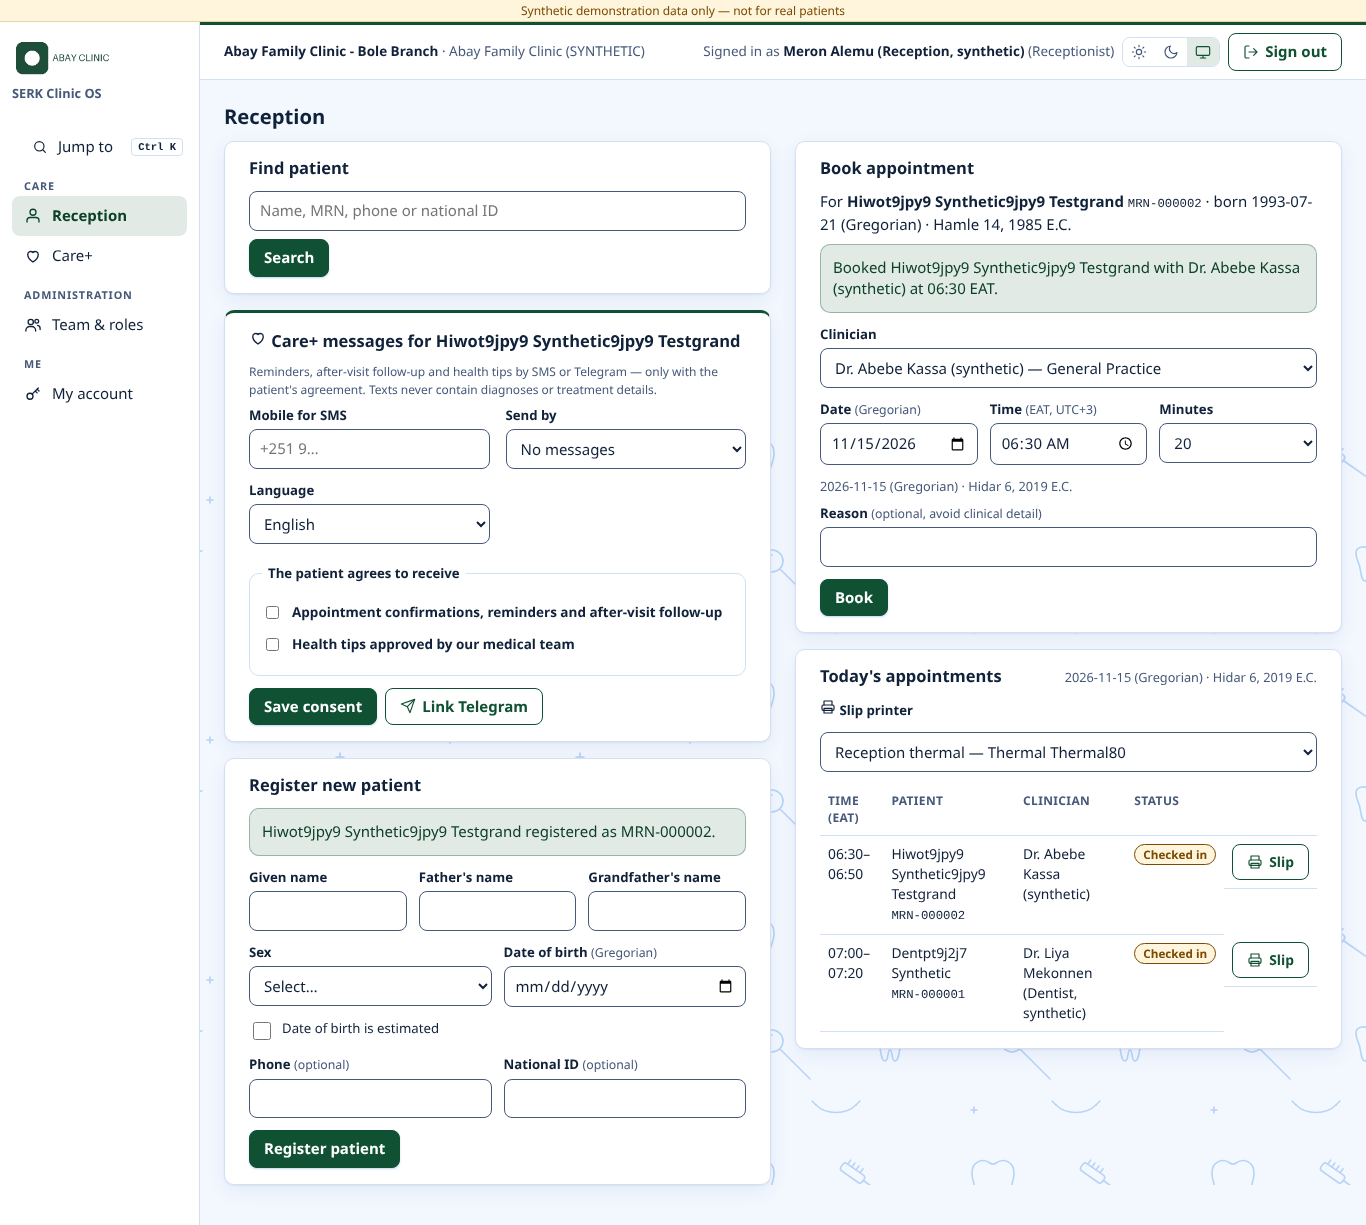 Synthetic demonstration data only — not for real patients
ABAY CLINIC
SERK Clinic OS
Jump to Ctrl K
CARE
Reception
Care+
ADMINISTRATION
Team & roles
ME
My account
Abay Family Clinic - Bole Branch · Abay Family Clinic (SYNTHETIC)
Signed in as Meron Alemu (Reception, synthetic) (Receptionist)
Sign out
Reception
Find patient
Name, MRN, phone or national ID
Search
Care+ messages for Hiwot9jpy9 Synthetic9jpy9 Testgrand
Reminders, after-visit follow-up and health tips by SMS or Telegram — only with the
patient's agreement. Texts never contain diagnoses or treatment details.
Mobile for SMS Send by
+251 9... No messages
Language
English
The patient agrees to receive
Appointment confirmations, reminders and after-visit follow-up
Health tips approved by our medical team
Save consent Link Telegram
Register new patient
Hiwot9jpy9 Synthetic9jpy9 Testgrand registered as MRN-000002.
Given name Father's name Grandfather's name
Sex Date of birth (Gregorian)
Select... mm/dd/yyyy
Date of birth is estimated
Phone (optional) National ID (optional)
Register patient
Book appointment
For Hiwot9jpy9 Synthetic9jpy9 Testgrand MRN-000002 · born 1993-07-
21 (Gregorian) · Hamle 14, 1985 E.C.
Booked Hiwot9jpy9 Synthetic9jpy9 Testgrand with Dr. Abebe Kassa
(synthetic) at 06:30 EAT.
Clinician
Dr. Abebe Kassa (synthetic) — General Practice
Date (Gregorian) Time (EAT, UTC+3) Minutes
11/15/2026 06:30 AM 20
2026-11-15 (Gregorian) · Hidar 6, 2019 E.C.
Reason (optional, avoid clinical detail)
Book
Today's appointments 2026-11-15 (Gregorian) · Hidar 6, 2019 E.C.
Slip printer
Reception thermal — Thermal Thermal80
TIME PATIENT CLINICIAN STATUS
(EAT)
06:30– Hiwot9jpy9 Dr. Abebe Checked in Slip
06:50 Synthetic9jpy9 Kassa
Testgrand (synthetic)
MRN-000002
07:00– Dentpt9j2j7 Dr. Liya Checked in Slip
07:20 Synthetic Mekonnen
MRN-000001 (Dentist,
synthetic)